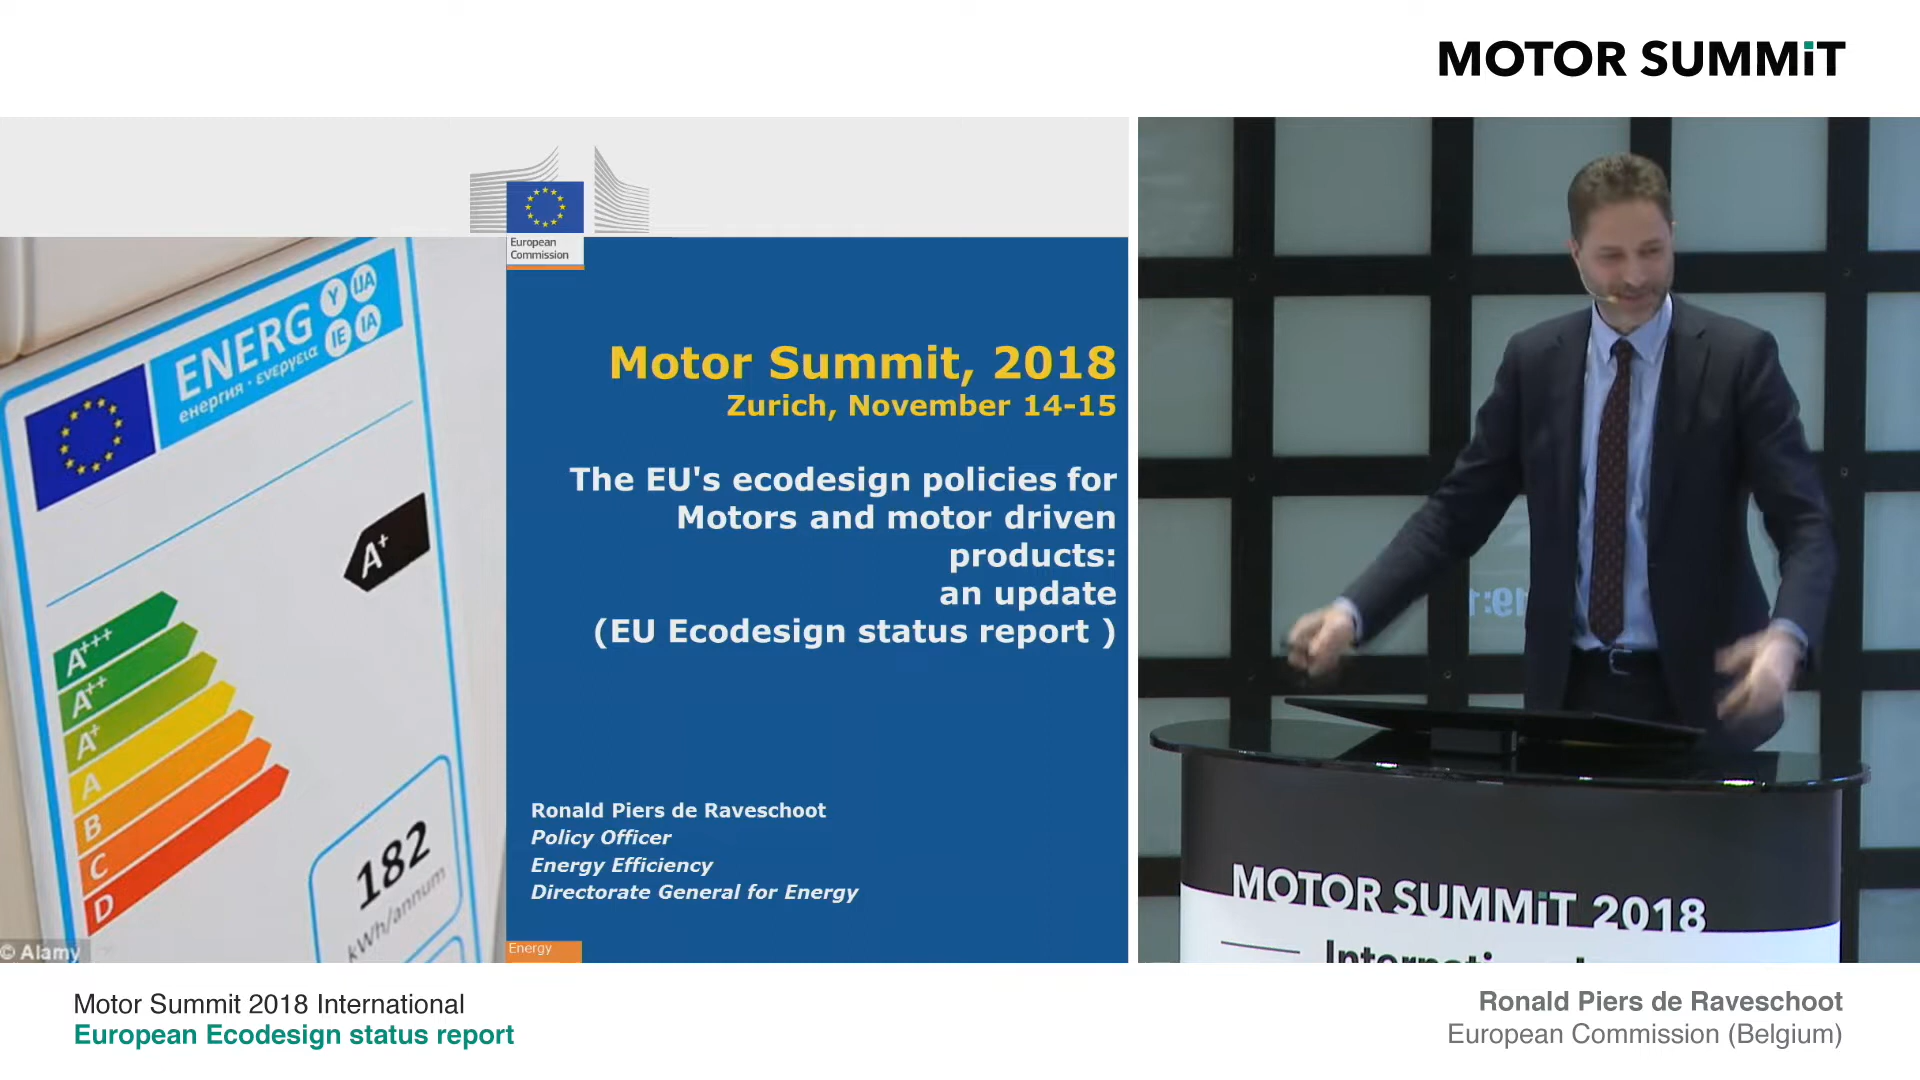 MOTOR SUMMiT
European
Commission
ENERG
Y IJA
IE IA
енергия · ενεργεια
Motor Summit, 2018
Zurich, November 14-15
The EU's ecodesign policies for
Motors and motor driven
products:
an update
(EU Ecodesign status report )
A+
A+++
A++
A+
A
B
C
D
182
kWh/annum
Ronald Piers de Raveschoot
Policy Officer
Energy Efficiency
Directorate General for Energy
© Alamy
Energy
MOTOR SUMMiT 2018
International
Motor Summit 2018 International
European Ecodesign status report
Ronald Piers de Raveschoot
European Commission (Belgium)